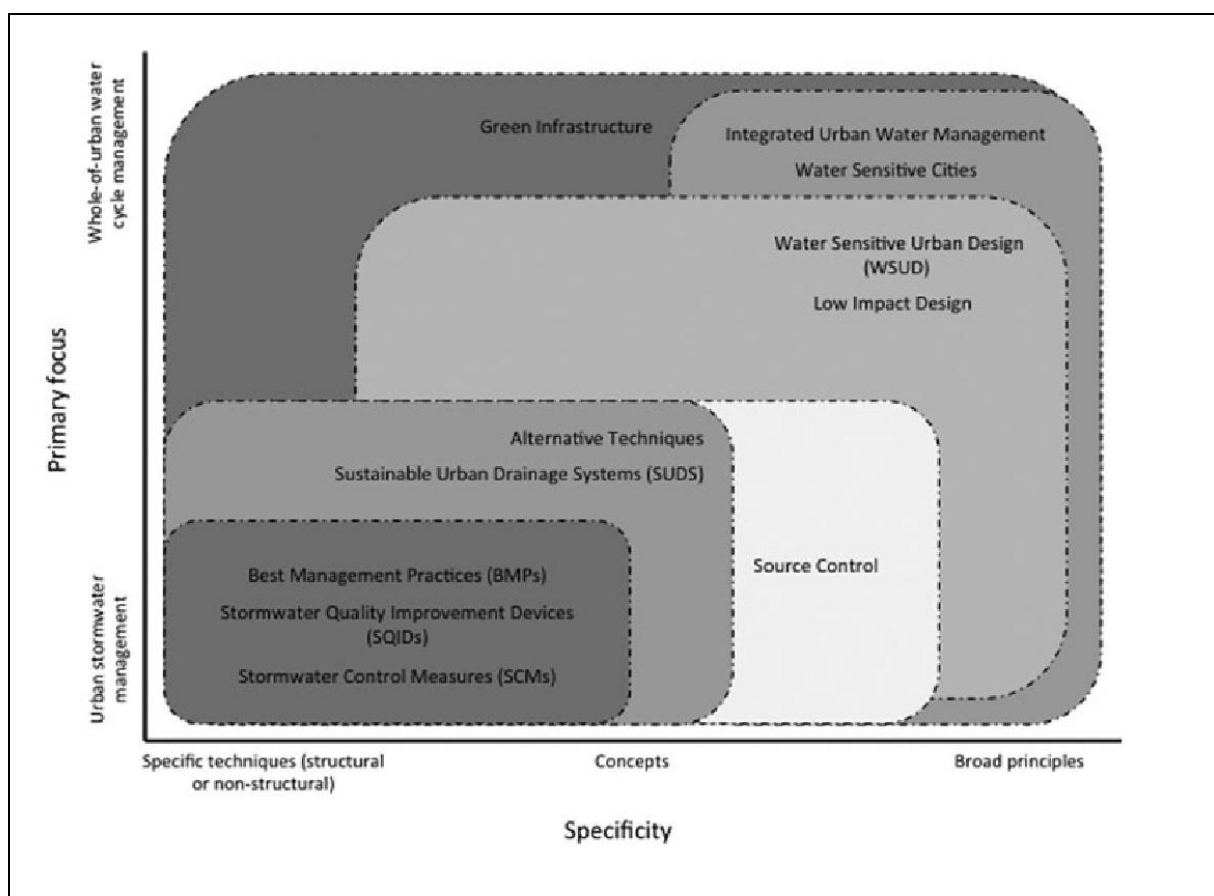 Whole-of-urban water
cycle management
Primary focus
Urban stormwater
management
Green Infrastructure
Integrated Urban Water Management
Water Sensitive Cities
Water Sensitive Urban Design
(WSUD)
Low Impact Design
Alternative Techniques
Sustainable Urban Drainage Systems (SUDS)
Source Control
Best Management Practices (BMPs)
Stormwater Quality Improvement Devices
(SQIDs)
Stormwater Control Measures (SCMs)
Specific techniques (structural
or non-structural)
Concepts
Broad principles
Specificity